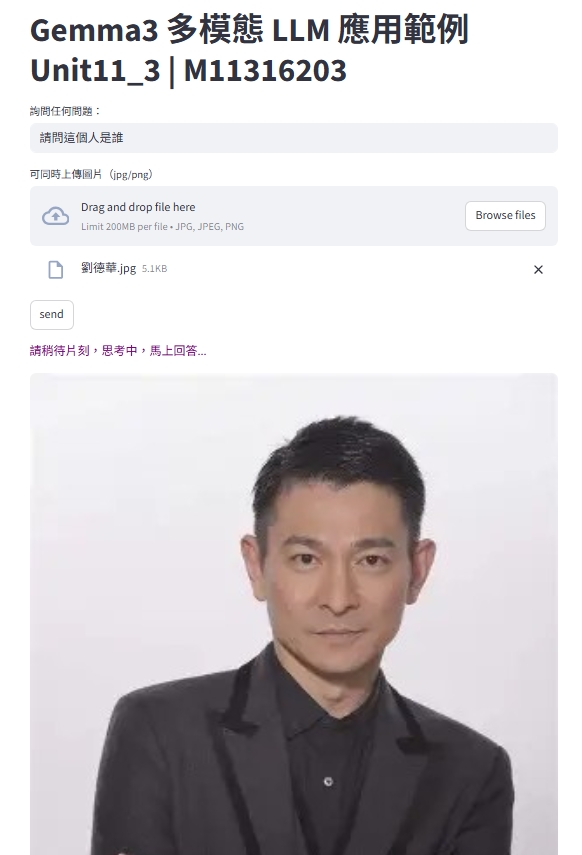 Gemma3 多模態 LLM 應用範例
Unit11_3 | M11316203
詢問任何問題：
請問這個人是誰
可同時上傳圖片（jpg/png）
Drag and drop file here
Limit 200MB per file • JPG, JPEG, PNG
Browse files
劉德華.jpg 5.1KB
send
請稍待片刻，思考中，馬上回答...